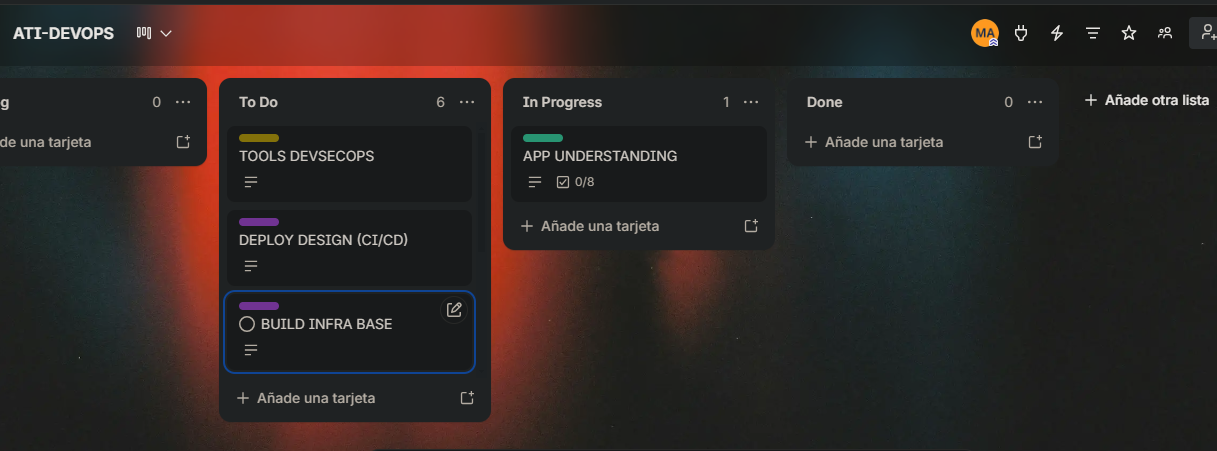 ATI-DEVOPS
MA
g
0
de una tarjeta
To Do
6
TOOLS DEVSECOPS
DEPLOY DESIGN (CI/CD)
BUILD INFRA BASE
Añade una tarjeta
In Progress
1
APP UNDERSTANDING
0/8
Añade una tarjeta
Done
0
Añade una tarjeta
Añade otra lista